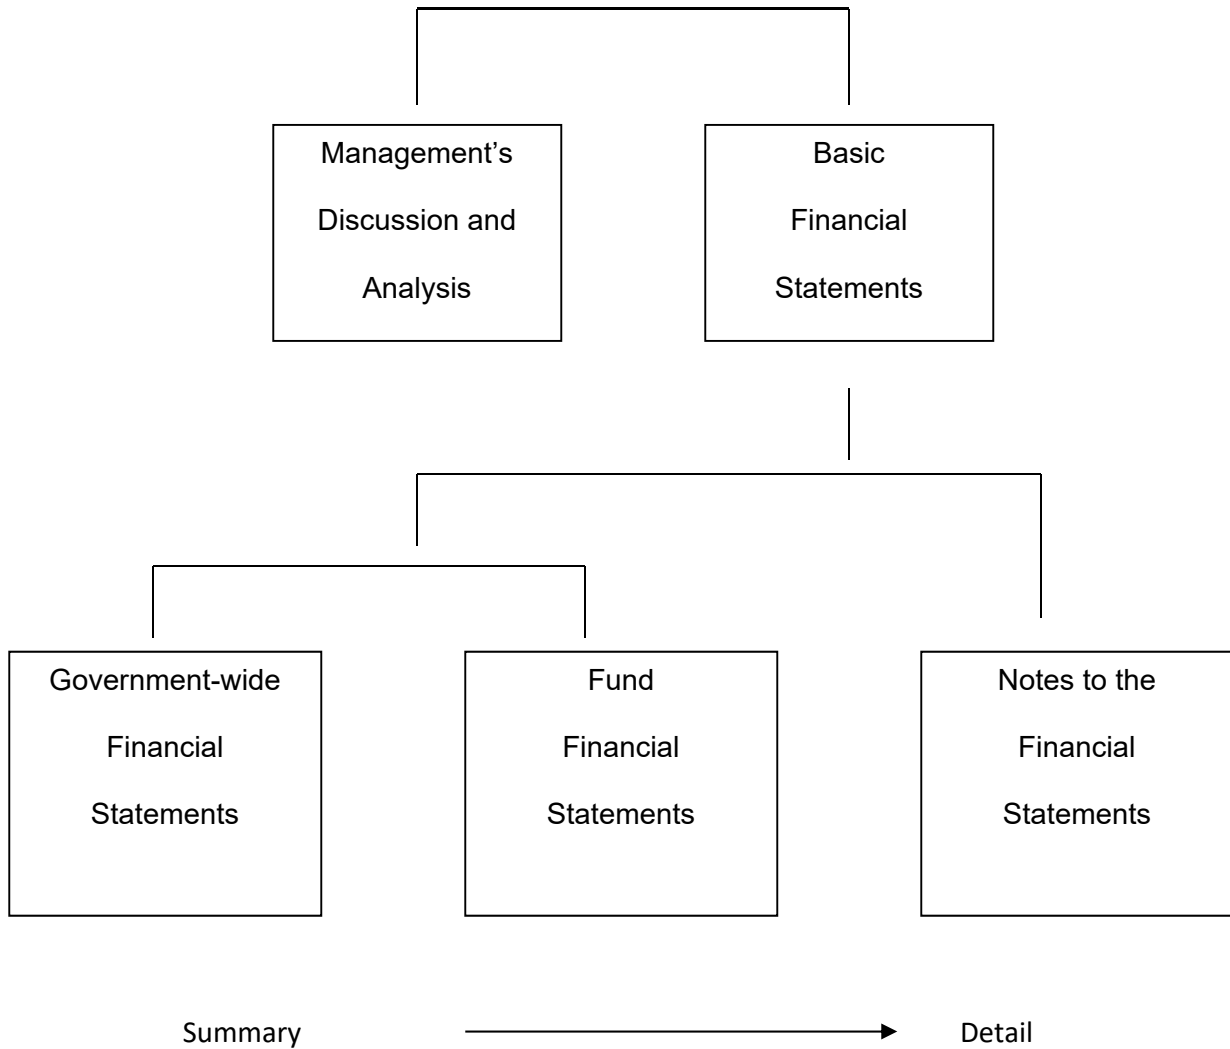 Management’s
Discussion and
Analysis
Basic
Financial
Statements
Government-wide
Financial
Statements
Fund
Financial
Statements
Notes to the
Financial
Statements
Summary
Detail